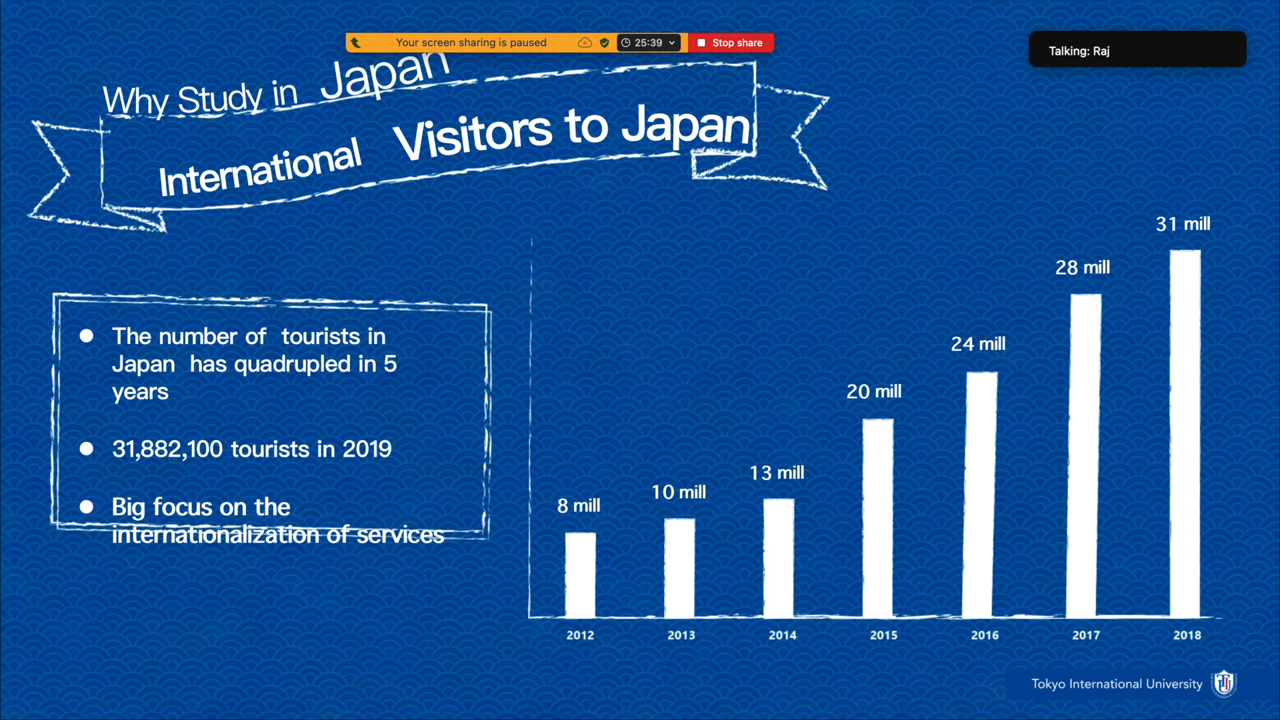 Your screen sharing is paused
25:39
Stop share
Talking: Raj
Why Study in Japan
International Visitors to Japan
The number of tourists in
Japan has quadrupled in 5
years
31,882,100 tourists in 2019
Big focus on the
internationalization of services
8 mill
10 mill
13 mill
20 mill
24 mill
28 mill
31 mill
2012
2013
2014
2015
2016
2017
2018
Tokyo International University